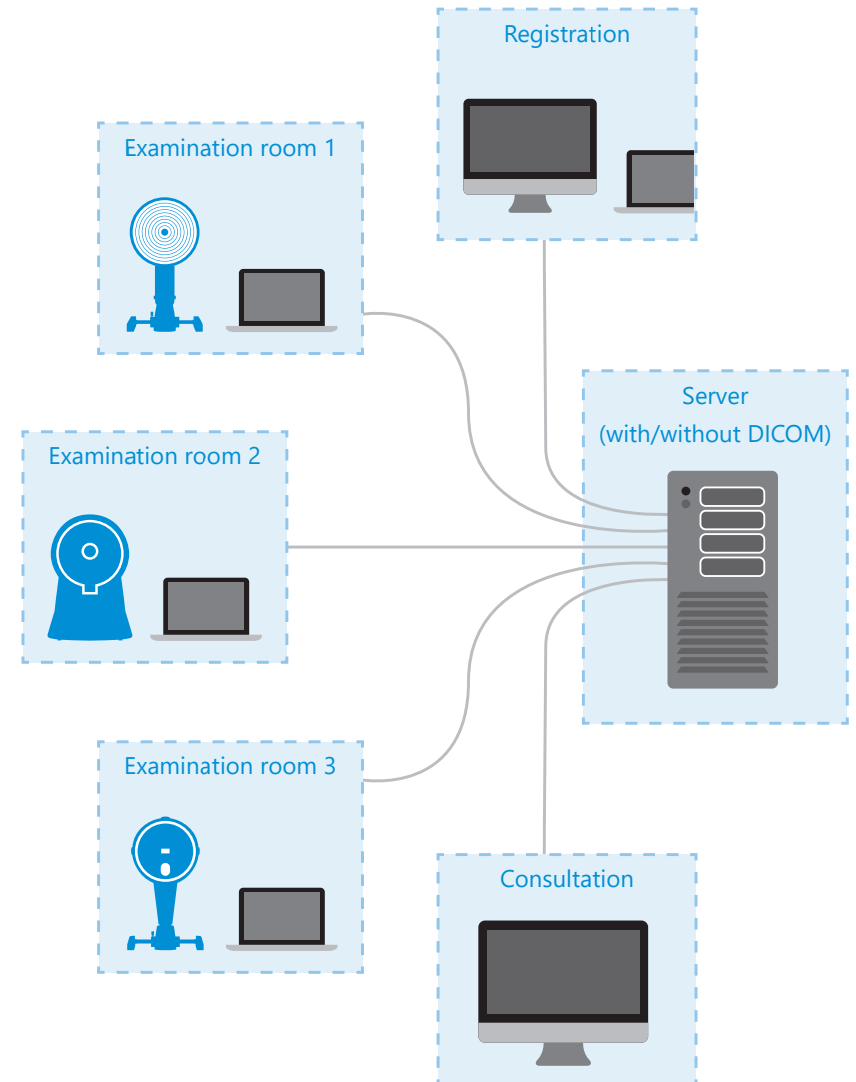 Registration
Examination room 1
Server
(with/without DICOM)
Examination room 2
Examination room 3
Consultation